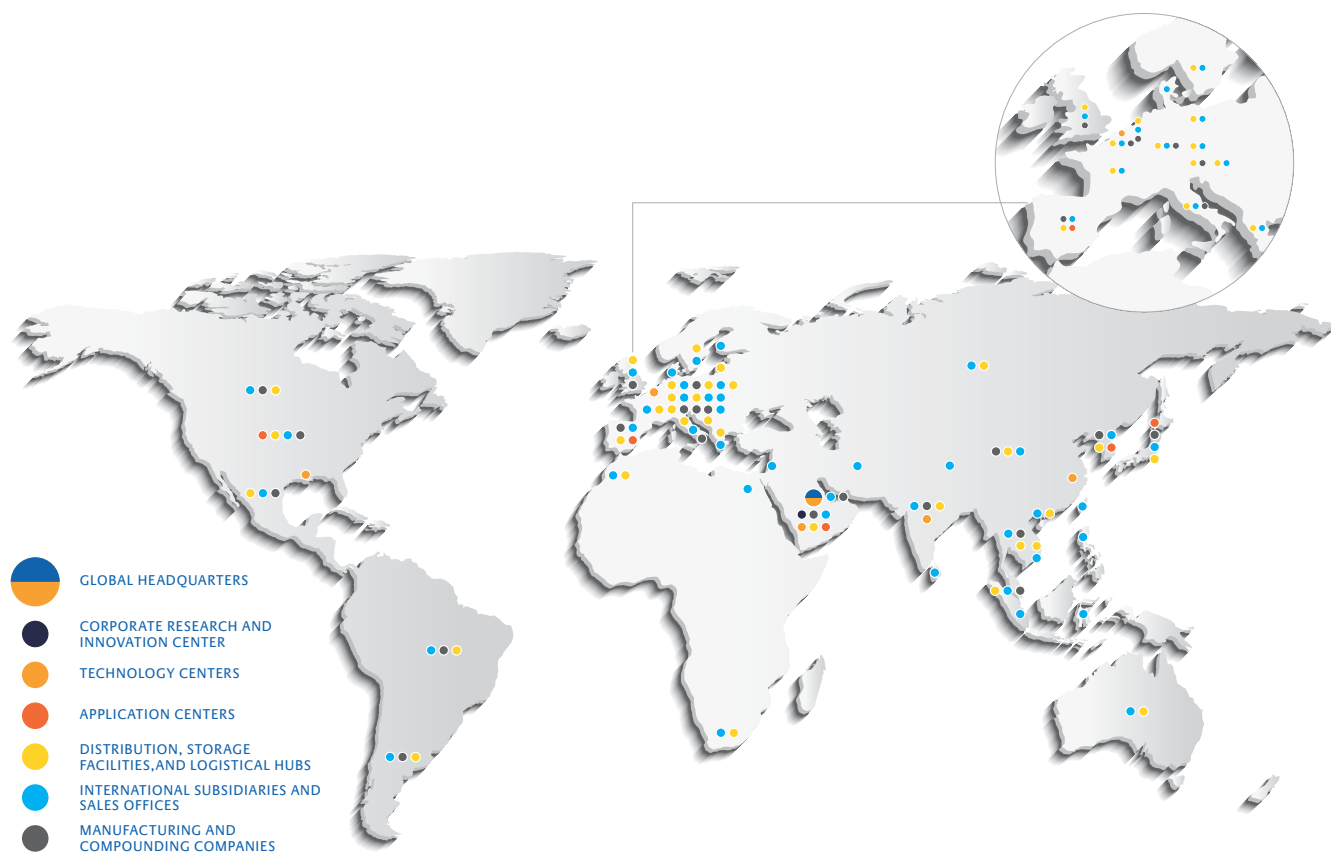 GLOBAL HEADQUARTERS
CORPORATE RESEARCH AND
INNOVATION CENTER
TECHNOLOGY CENTERS
APPLICATION CENTERS
DISTRIBUTION, STORAGE
FACILITIES,AND LOGISTICAL HUBS
INTERNATIONAL SUBSIDIARIES AND
SALES OFFICES
MANUFACTURING AND
COMPOUNDING COMPANIES